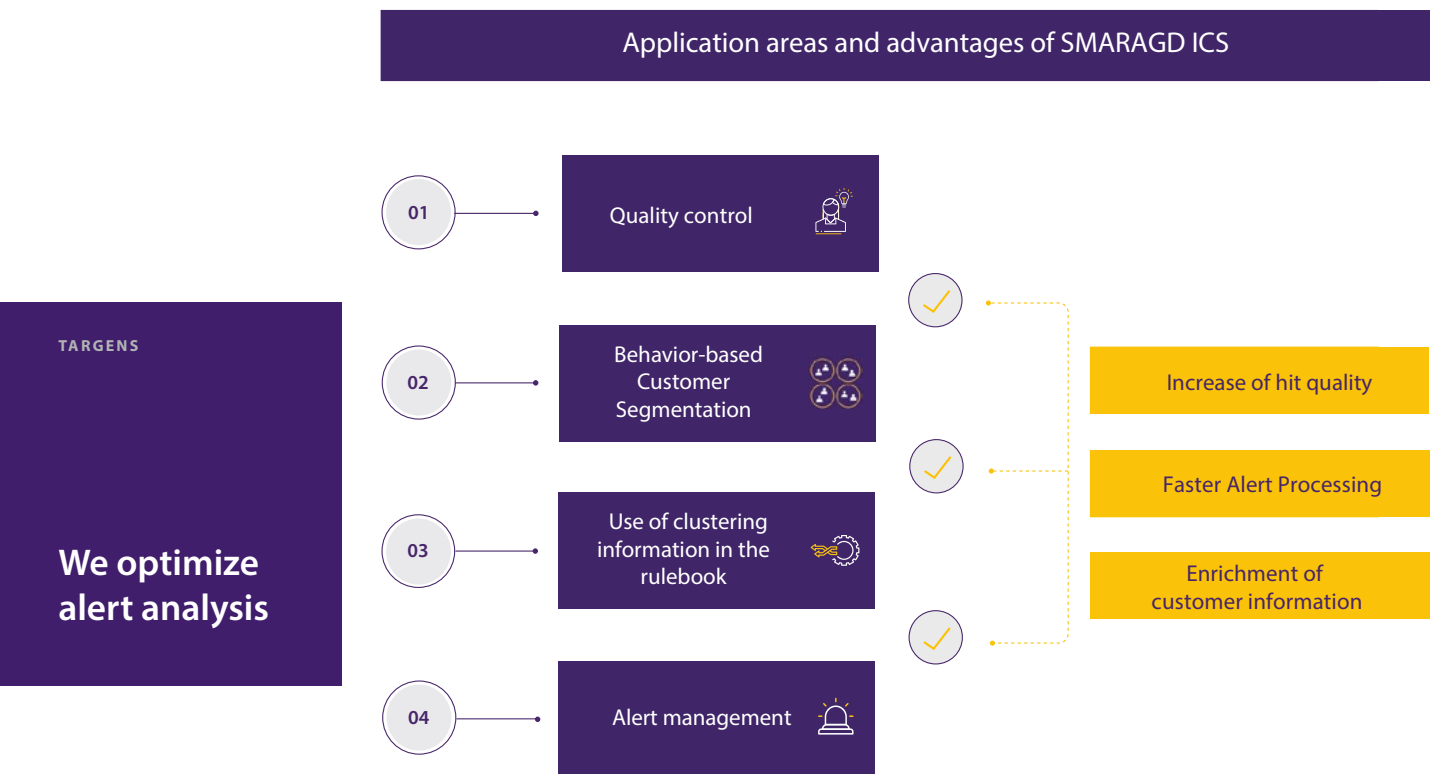 Application areas and advantages of SMARAGD ICS
TARGENS
We optimize
alert analysis
01
Quality control
02
Behavior-based
Customer
Segmentation
03
Use of clustering
information in the
rulebook
04
Alert management
Increase of hit quality
Faster Alert Processing
Enrichment of
customer information